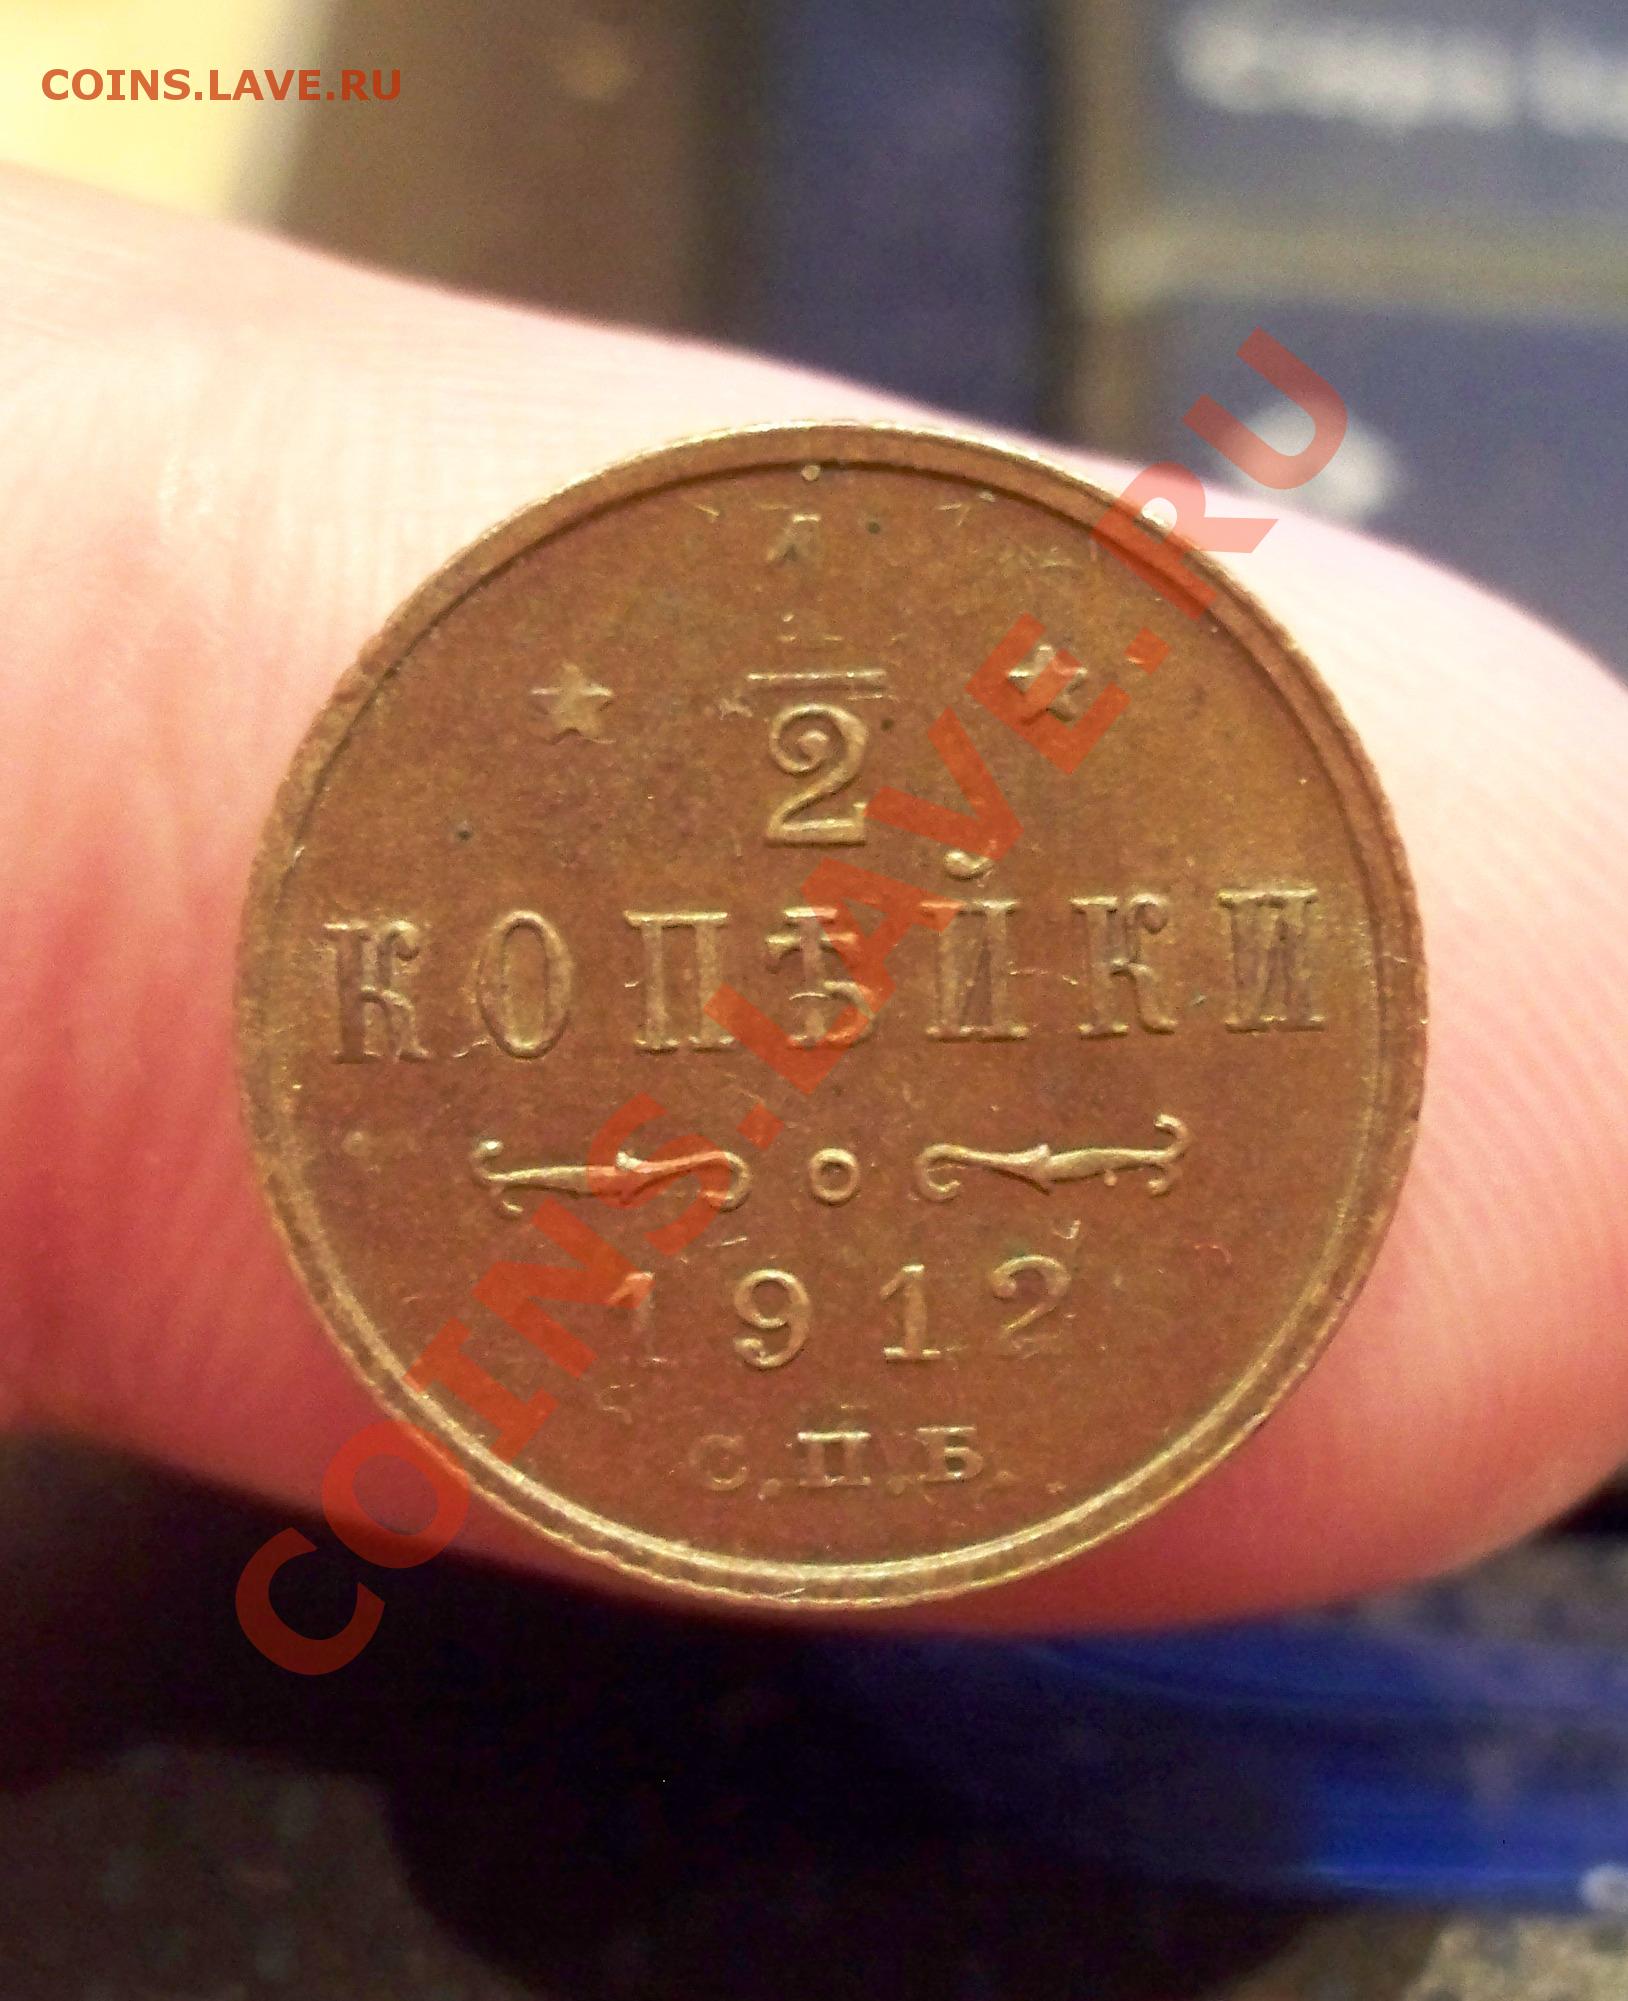 COINS.LAVE.RU
1
2
КОПѢЙКИ
1912
С.П.Б.
COINS.LAVE.RU